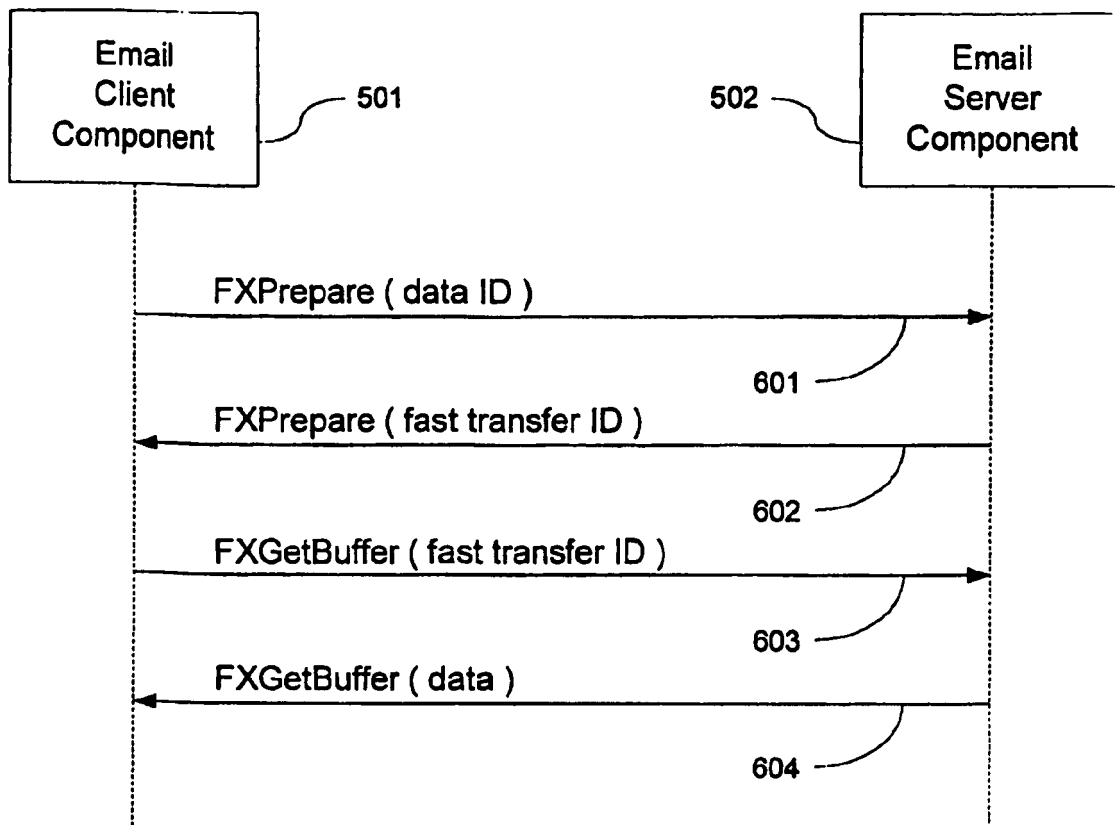 Email
Client
Component
501
502
Email
Server
Component
FXPrepare ( data ID )
601
FXPrepare ( fast transfer ID )
602
FXGetBuffer ( fast transfer ID )
603
FXGetBuffer ( data )
604